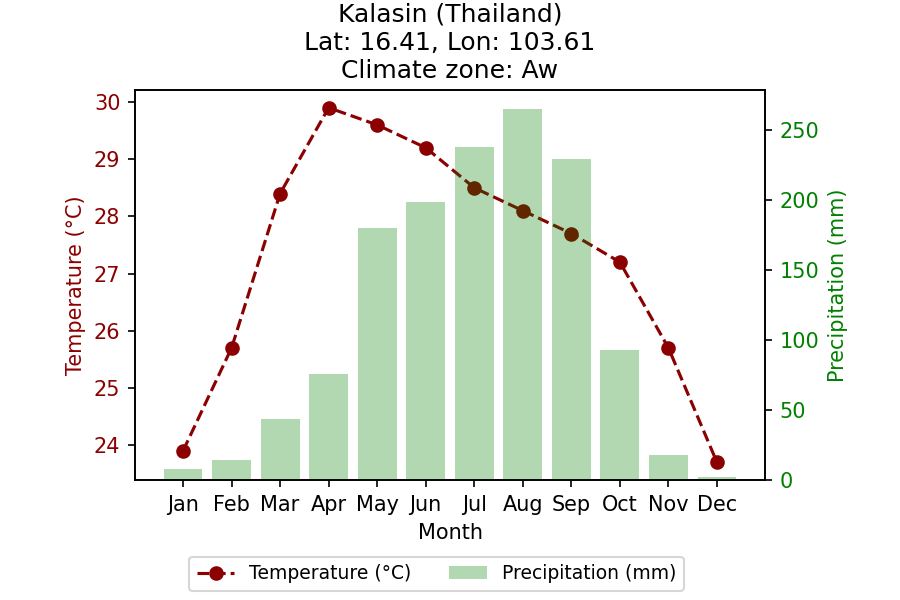 Kalasin (Thailand)
Lat: 16.41, Lon: 103.61
Climate zone: Aw
30
29
28
27
26
25
24
Temperature (°C)
250
200
150
100
50
0
Precipitation (mm)
Jan Feb Mar Apr May Jun Jul Aug Sep Oct Nov Dec
Month
Temperature (°C) Precipitation (mm)